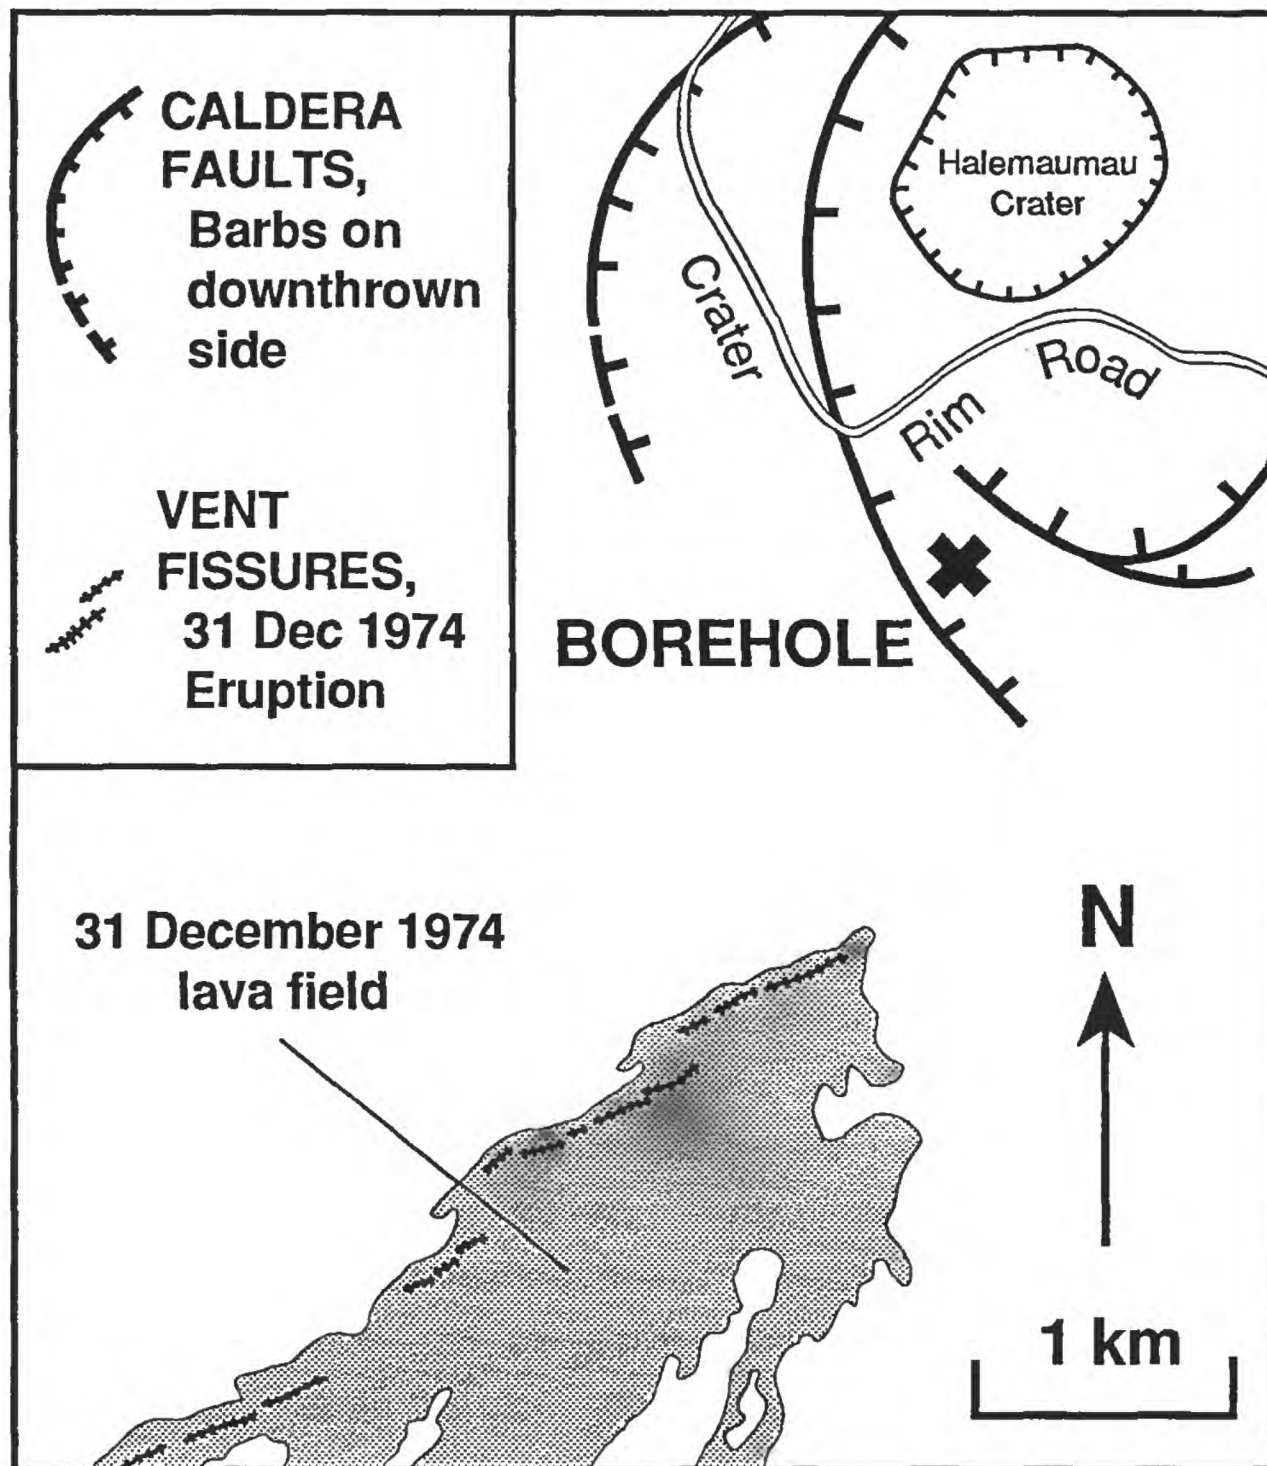 CALDERA
FAULTS,
Barbs on
downthrown
side
VENT
FISSURES,
31 Dec 1974
Eruption
Halemaumau
Crater
Crater
Rim
Road
BOREHOLE
31 December 1974
lava field
N
1 km